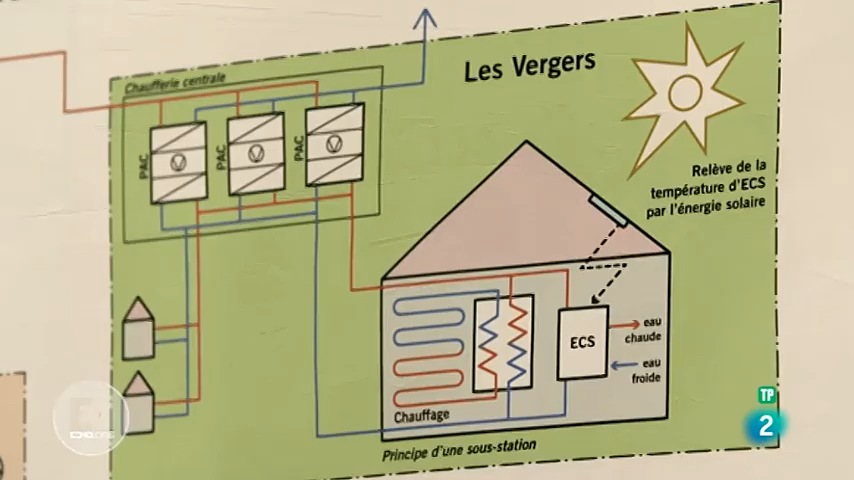 Chaufferie centrale
Les Vergers
PAC
PAC
PAC
Relève de la
température d'ECS
par l'énergie solaire
ECS
eau
chaude
eau
froide
Chauffage
Principe d'une sous-station
TP
2